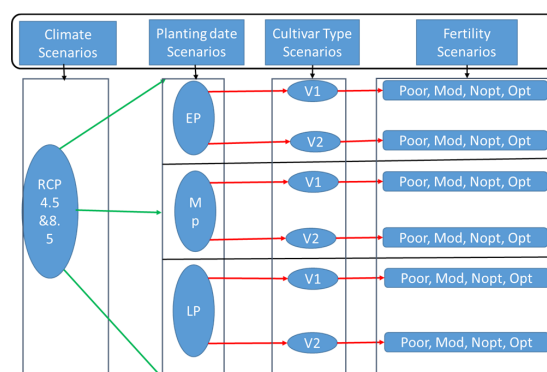 Climate
Scenarios
Planting date
Scenarios
Cultivar Type
Scenarios
Fertility
Scenarios
RCP
4.5
&8.
5
EP
V1
Poor, Mod, Nopt, Opt
V2
Poor, Mod, Nopt, Opt
M
p
V1
Poor, Mod, Nopt, Opt
V2
Poor, Mod, Nopt, Opt
LP
V1
Poor, Mod, Nopt, Opt
V2
Poor, Mod, Nopt, Opt